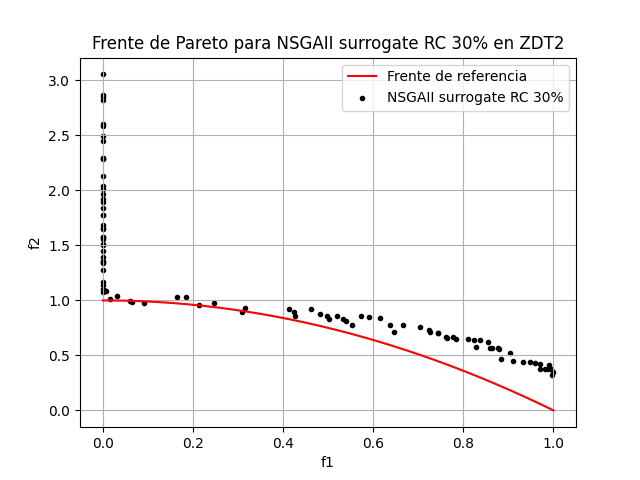 Frente de Pareto para NSGAII surrogate RC 30% en ZDT2
Frente de referencia
NSGAII surrogate RC 30%
f2
3.0
2.5
2.0
1.5
1.0
0.5
0.0
0.0 0.2 0.4 0.6 0.8 1.0
f1